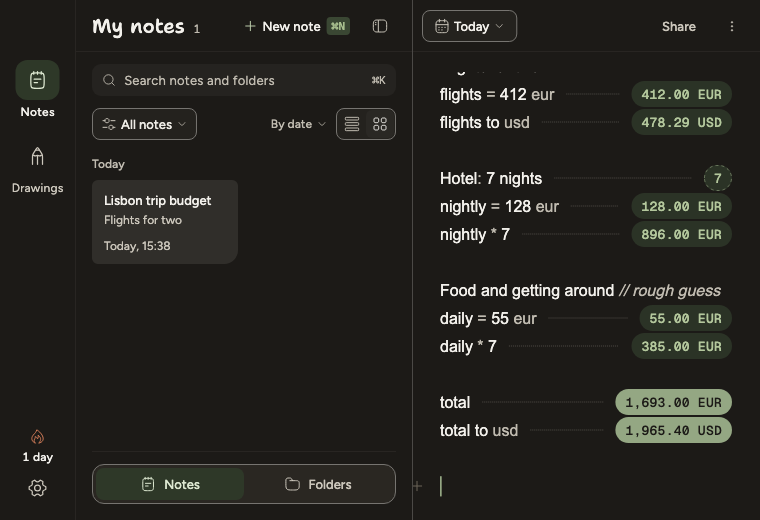 My notes 1
+ New note ⌘N
Today
Share
Search notes and folders ⌘K
Notes
All notes
By date
Drawings
Today
Lisbon trip budget
Flights for two
Today, 15:38
1 day
Notes
Folders
flights = 412 eur 412.00 EUR
flights to usd 478.29 USD
Hotel: 7 nights 7
nightly = 128 eur 128.00 EUR
nightly * 7 896.00 EUR
Food and getting around // rough guess
daily = 55 eur 55.00 EUR
daily * 7 385.00 EUR
total 1,693.00 EUR
total to usd 1,965.40 USD